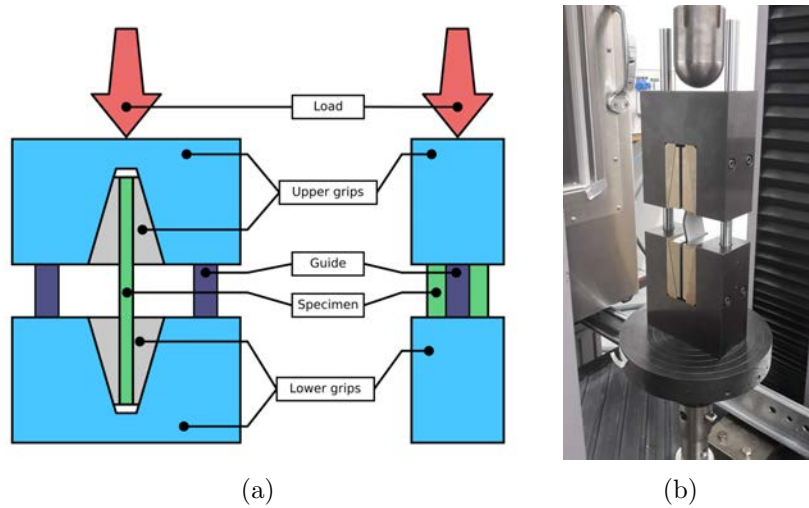 Load
Upper grips
Guide
Specimen
Lower grips
(a)
(b)